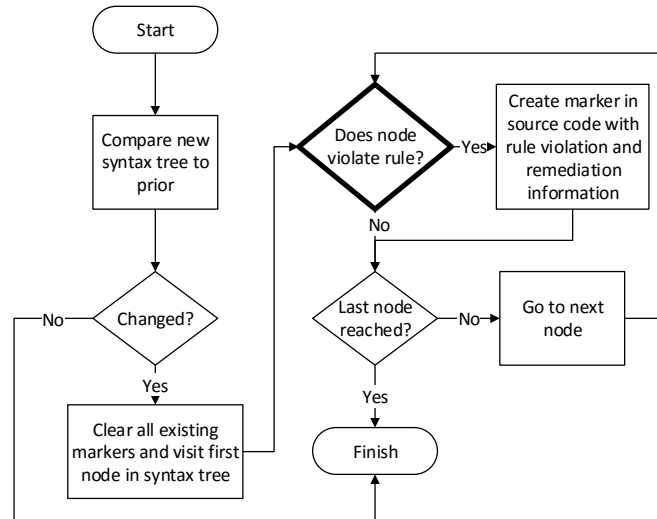 Start
Compare new
syntax tree to
prior
Changed?
No
Yes
Clear all existing
markers and visit first
node in syntax tree
Does node
violate rule?
Yes
Create marker in
source code with
rule violation and
remediation
information
No
Last node
reached?
No
Go to next
node
Yes
Finish